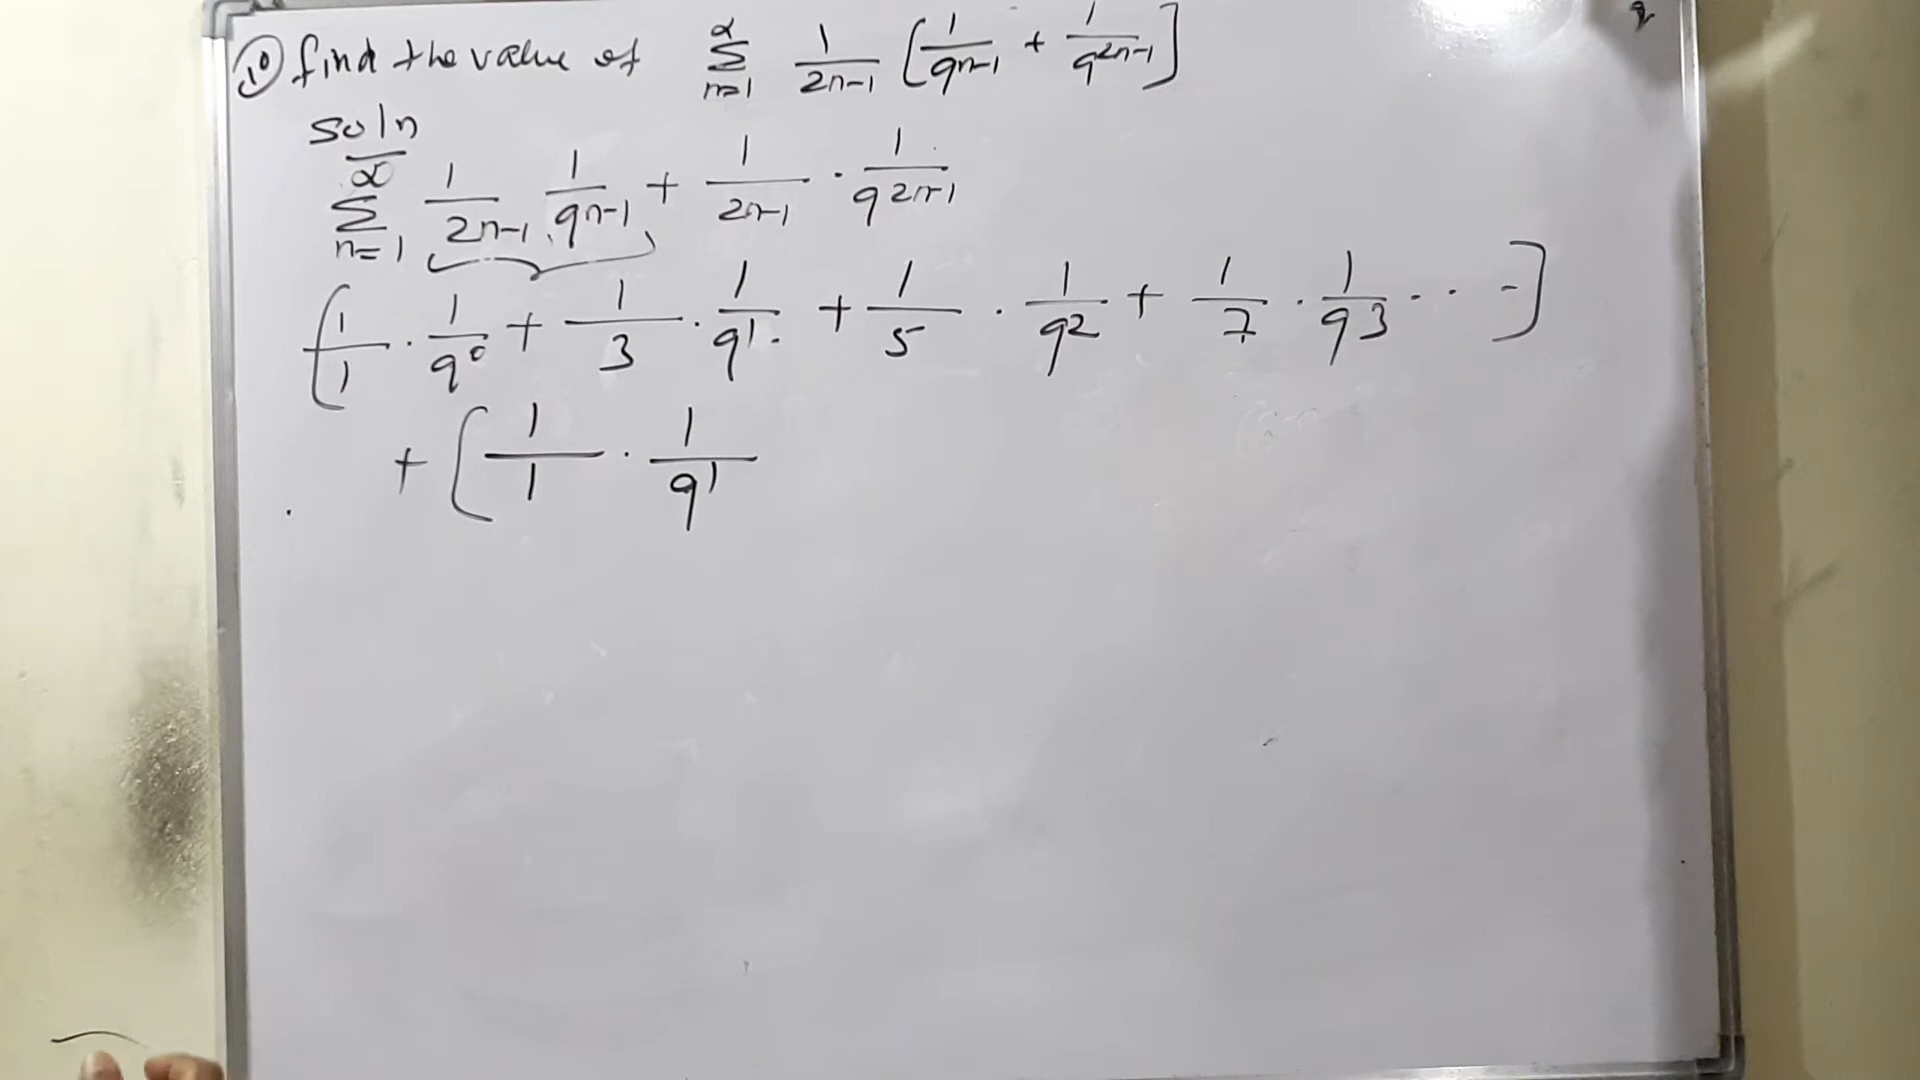 10 find the value of ∑_{n=1}^{∞} 1/(2n-1) [1/9^{n-1} + 1/9^{2n-1}]
Soln
∑_{n=1}^{∞} 1/(2n-1) · 1/9^{n-1} + 1/(2n-1) · 1/9^{2n-1}
[1/1 · 1/9^0 + 1/3 · 1/9^1 + 1/5 · 1/9^2 + 1/7 · 1/9^3 ... -]
+ [1/1 · 1/9^1